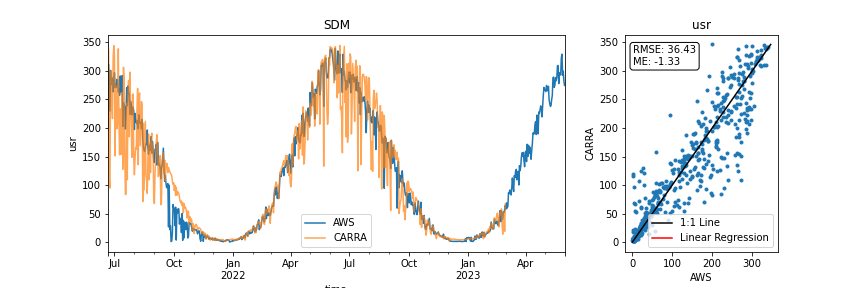 SDM
usr
350
300
250
200
150
100
50
0
Jul
Oct
Jan
2022
Apr
Jul
Oct
Jan
2023
Apr
AWS
CARRA
usr
CARRA
350
300
250
200
150
100
50
0
RMSE: 36.43
ME: -1.33
1:1 Line
Linear Regression
0
100
200
300
AWS